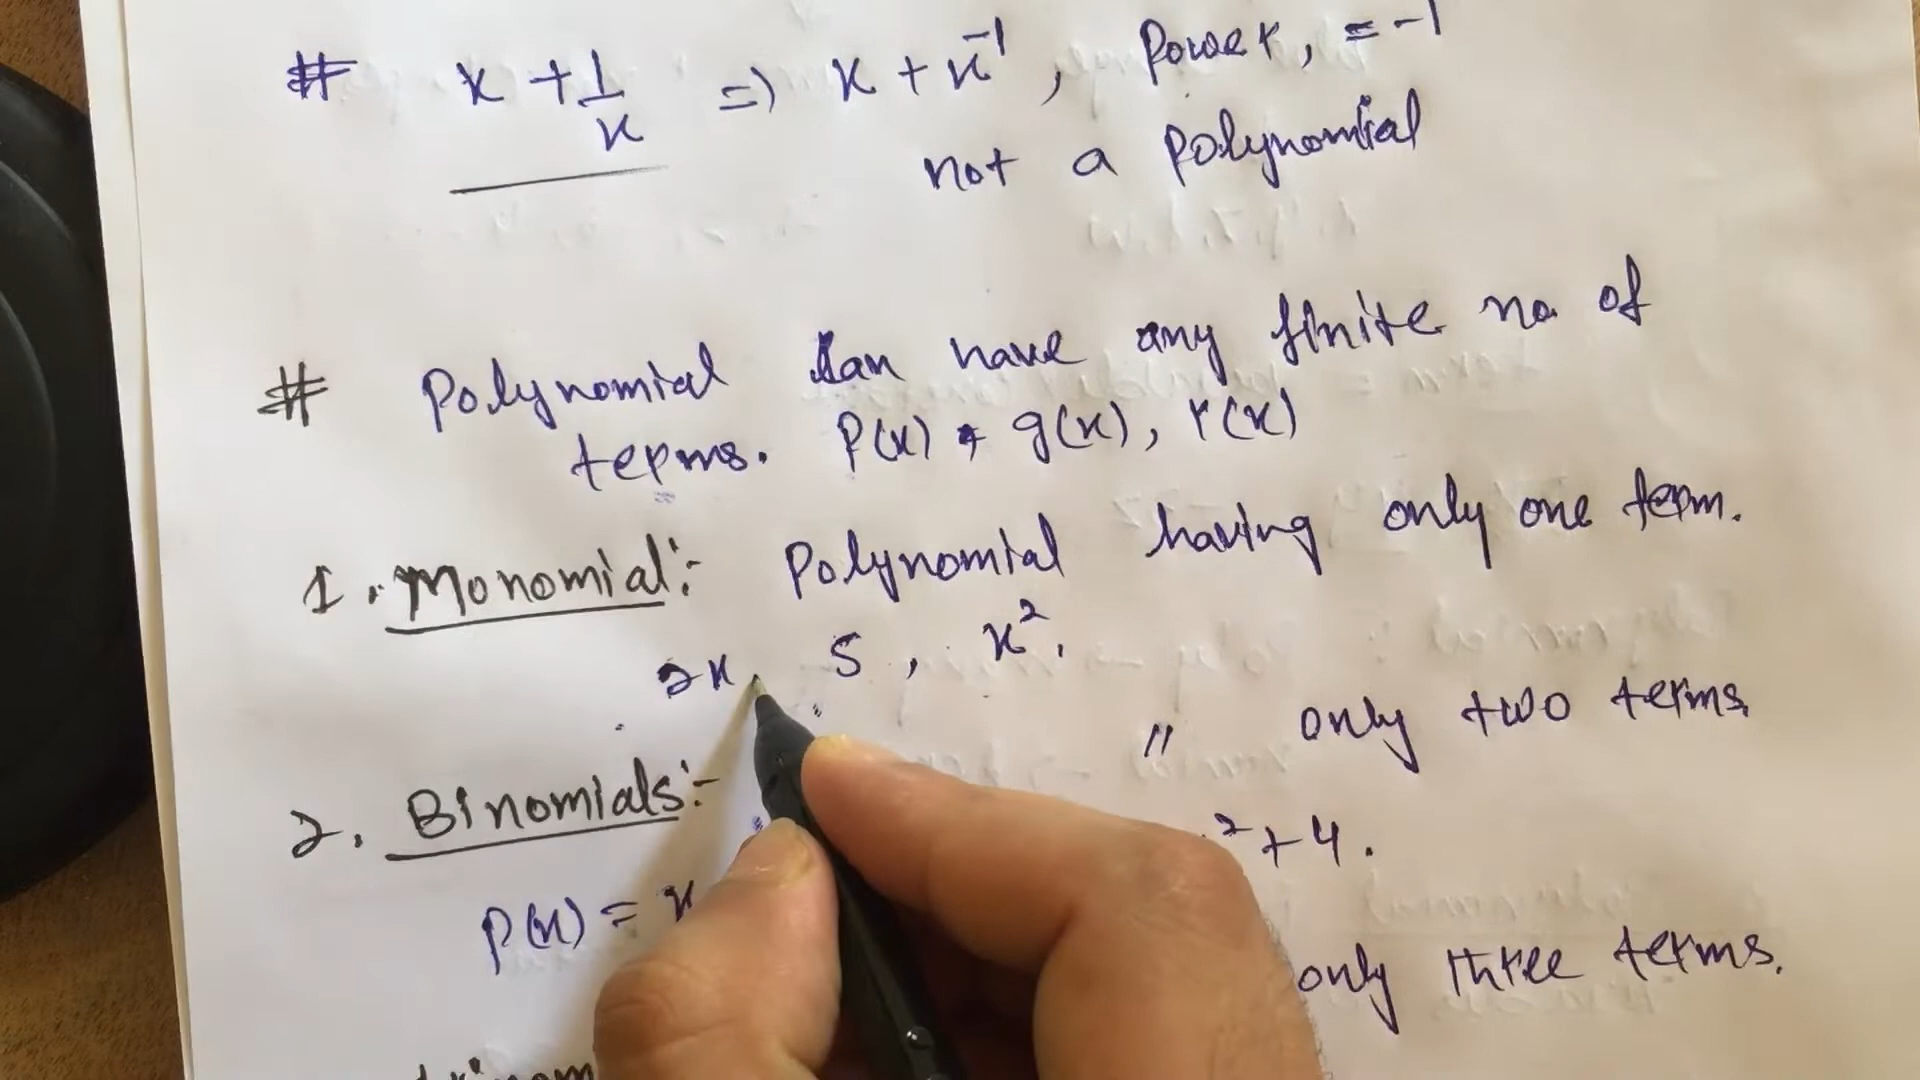 # x + 1/x => x + x⁻¹, Power, = -1
not a polynomial
# Polynomial can have any finite no. of
terms. P(x), g(x), r(x)
1. Monomial:- Polynomial having only one term.
2x, 5, x².
2. Binomials:- " only two terms.
P(x) = x ² + 4.
only three terms.